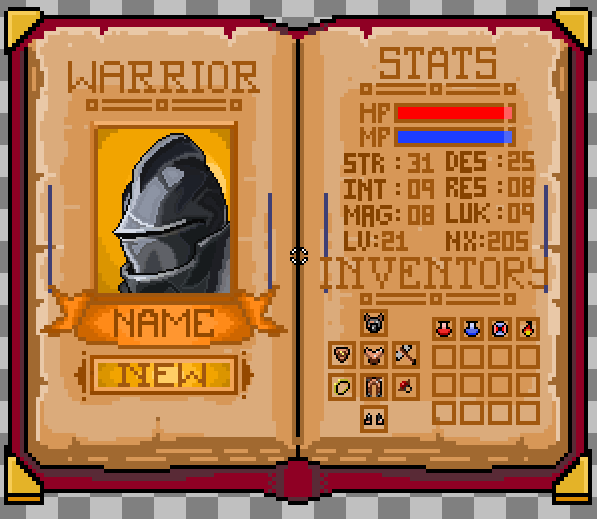 WARRIOR
NAME
NEW
STATS
HP
MP
STR :31 DES :25
INT :09 RES :08
MAG:08 LUK:09
LV:21 NX:205
INVENTORY